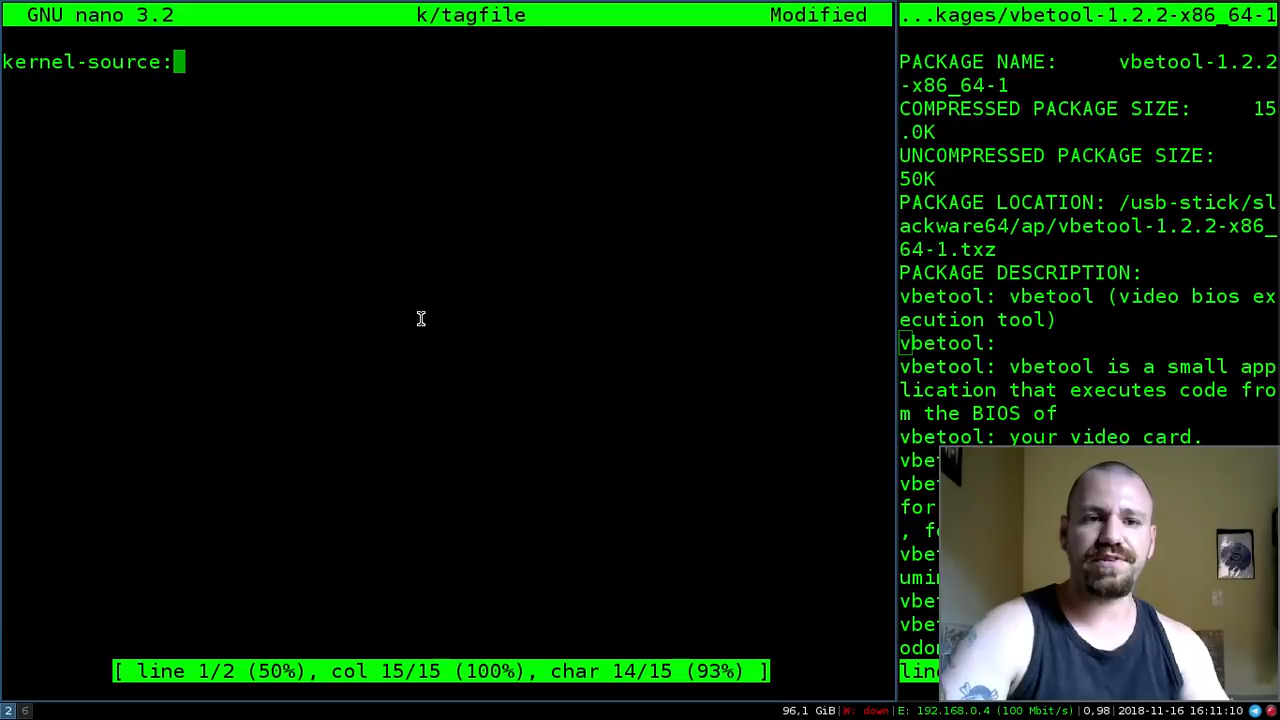 GNU nano 3.2 k/tagfile Modified
kernel-source:
[ line 1/2 (50%), col 15/15 (100%), char 14/15 (93%) ]
...kages/vbetool-1.2.2-x86_64-1
PACKAGE NAME: vbetool-1.2.2
-x86_64-1
COMPRESSED PACKAGE SIZE: 15
.0K
UNCOMPRESSED PACKAGE SIZE:
50K
PACKAGE LOCATION: /usb-stick/sl
ackware64/ap/vbetool-1.2.2-x86_
64-1.txz
PACKAGE DESCRIPTION:
vbetool: vbetool (video bios ex
ecution tool)
vbetool:
vbetool: vbetool is a small app
lication that executes code fro
m the BIOS of
vbetool: your video card.
vbe
vbe
for
, fo
vbe
umin
vbe
vbe
odor
line
2 6 96,1 GiB|W: down|E: 192.168.0.4 (100 Mbit/s)|0,98|2018-11-16 16:11:10